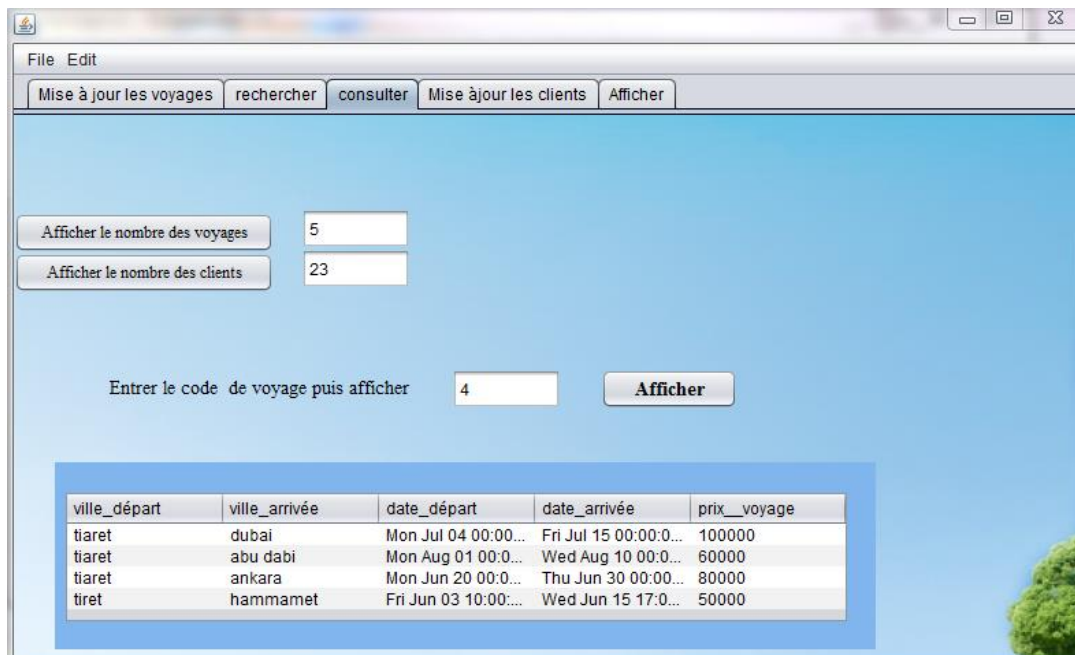 File Edit
Mise à jour les voyages rechercher consulter Mise àjour les clients Afficher
Afficher le nombre des voyages 5
Afficher le nombre des clients 23
Entrer le code de voyage puis afficher 4 Afficher
ville_départ ville_arrivée date_départ date_arrivée prix__voyage
tiaret dubai Mon Jul 04 00:00... Fri Jul 15 00:00:0... 100000
tiaret abu dabi Mon Aug 01 00:0... Wed Aug 10 00:0... 60000
tiaret ankara Mon Jun 20 00:0... Thu Jun 30 00:00... 80000
tiret hammamet Fri Jun 03 10:00:... Wed Jun 15 17:0... 50000